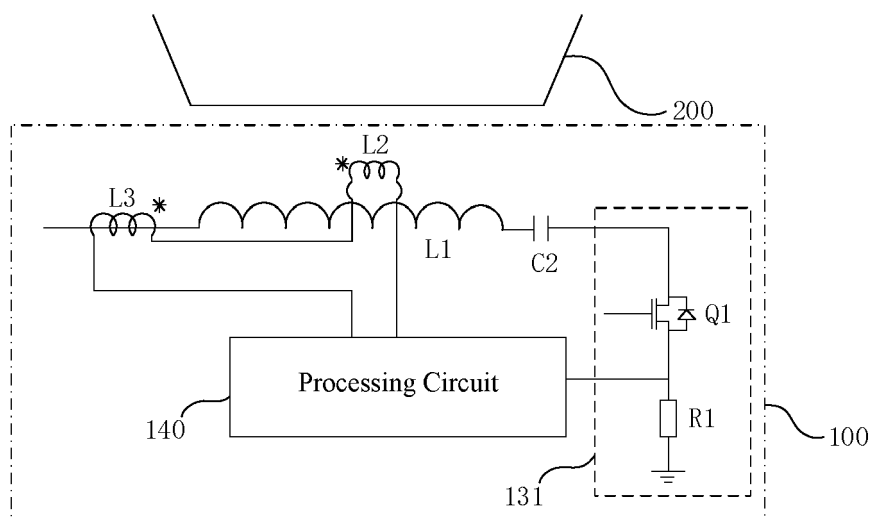 200
* L2
L3 *
L1
C2
Q1
Processing Circuit
140
R1
100
131